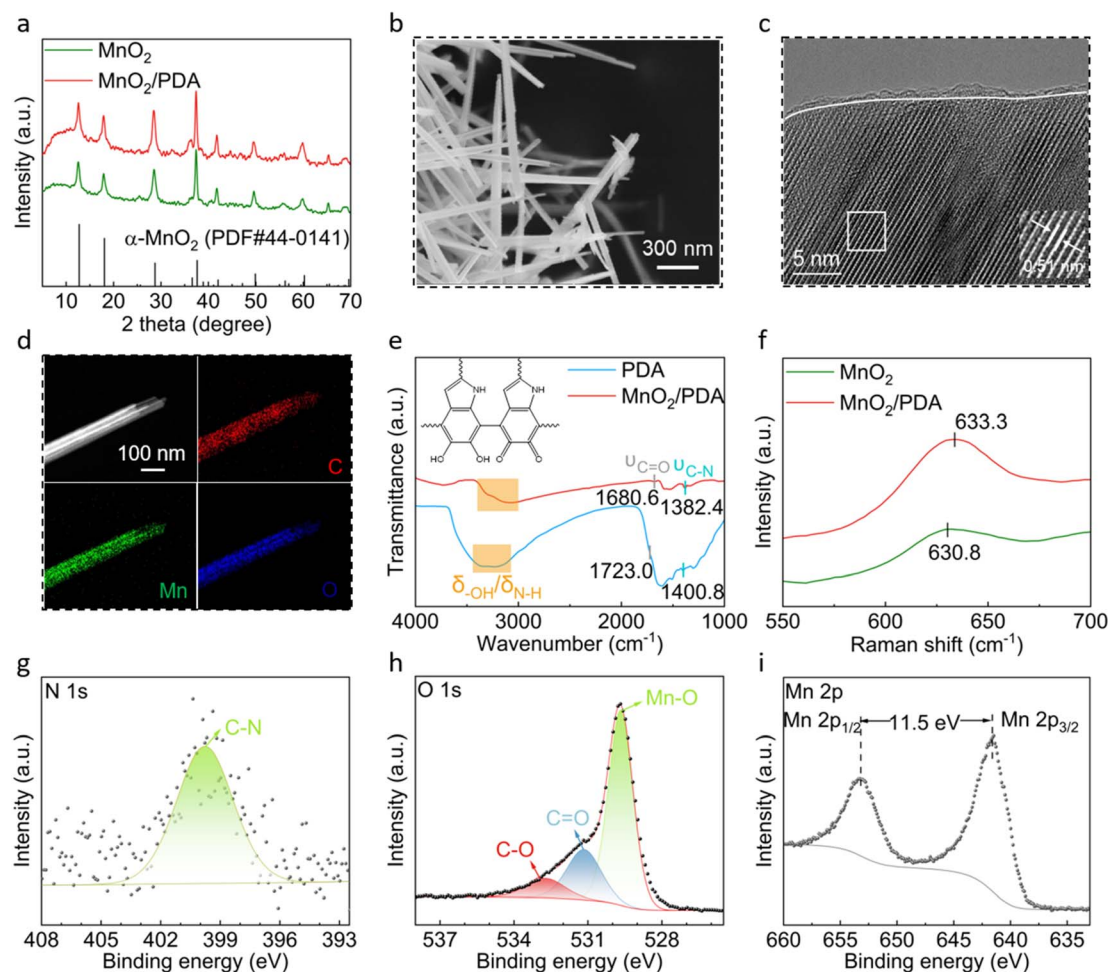 a
MnO2
MnO2/PDA
α-MnO2 (PDF#44-0141)
Intensity (a.u.)
10 20 30 40 50 60 70
2 theta (degree)
b
300 nm
c
5 nm
0.51 nm
d
100 nm
C
Mn
O
e
PDA
MnO2/PDA
NH
NH
HO
OH
O
O
υC=O
υC-N
1680.6
1382.4
1723.0
1400.8
δ-OH/δN-H
Transmittance (a.u.)
4000 3000 2000 1000
Wavenumber (cm-1)
f
MnO2
MnO2/PDA
633.3
630.8
Intensity (a.u.)
550 600 650 700
Raman shift (cm-1)
g
N 1s
C-N
Intensity (a.u.)
408 405 402 399 396 393
Binding energy (eV)
h
O 1s
Mn-O
C=O
C-O
Intensity (a.u.)
537 534 531 528
Binding energy (eV)
i
Mn 2p
Mn 2p1/2
11.5 eV
Mn 2p3/2
Intensity (a.u.)
660 655 650 645 640 635
Binding energy (eV)